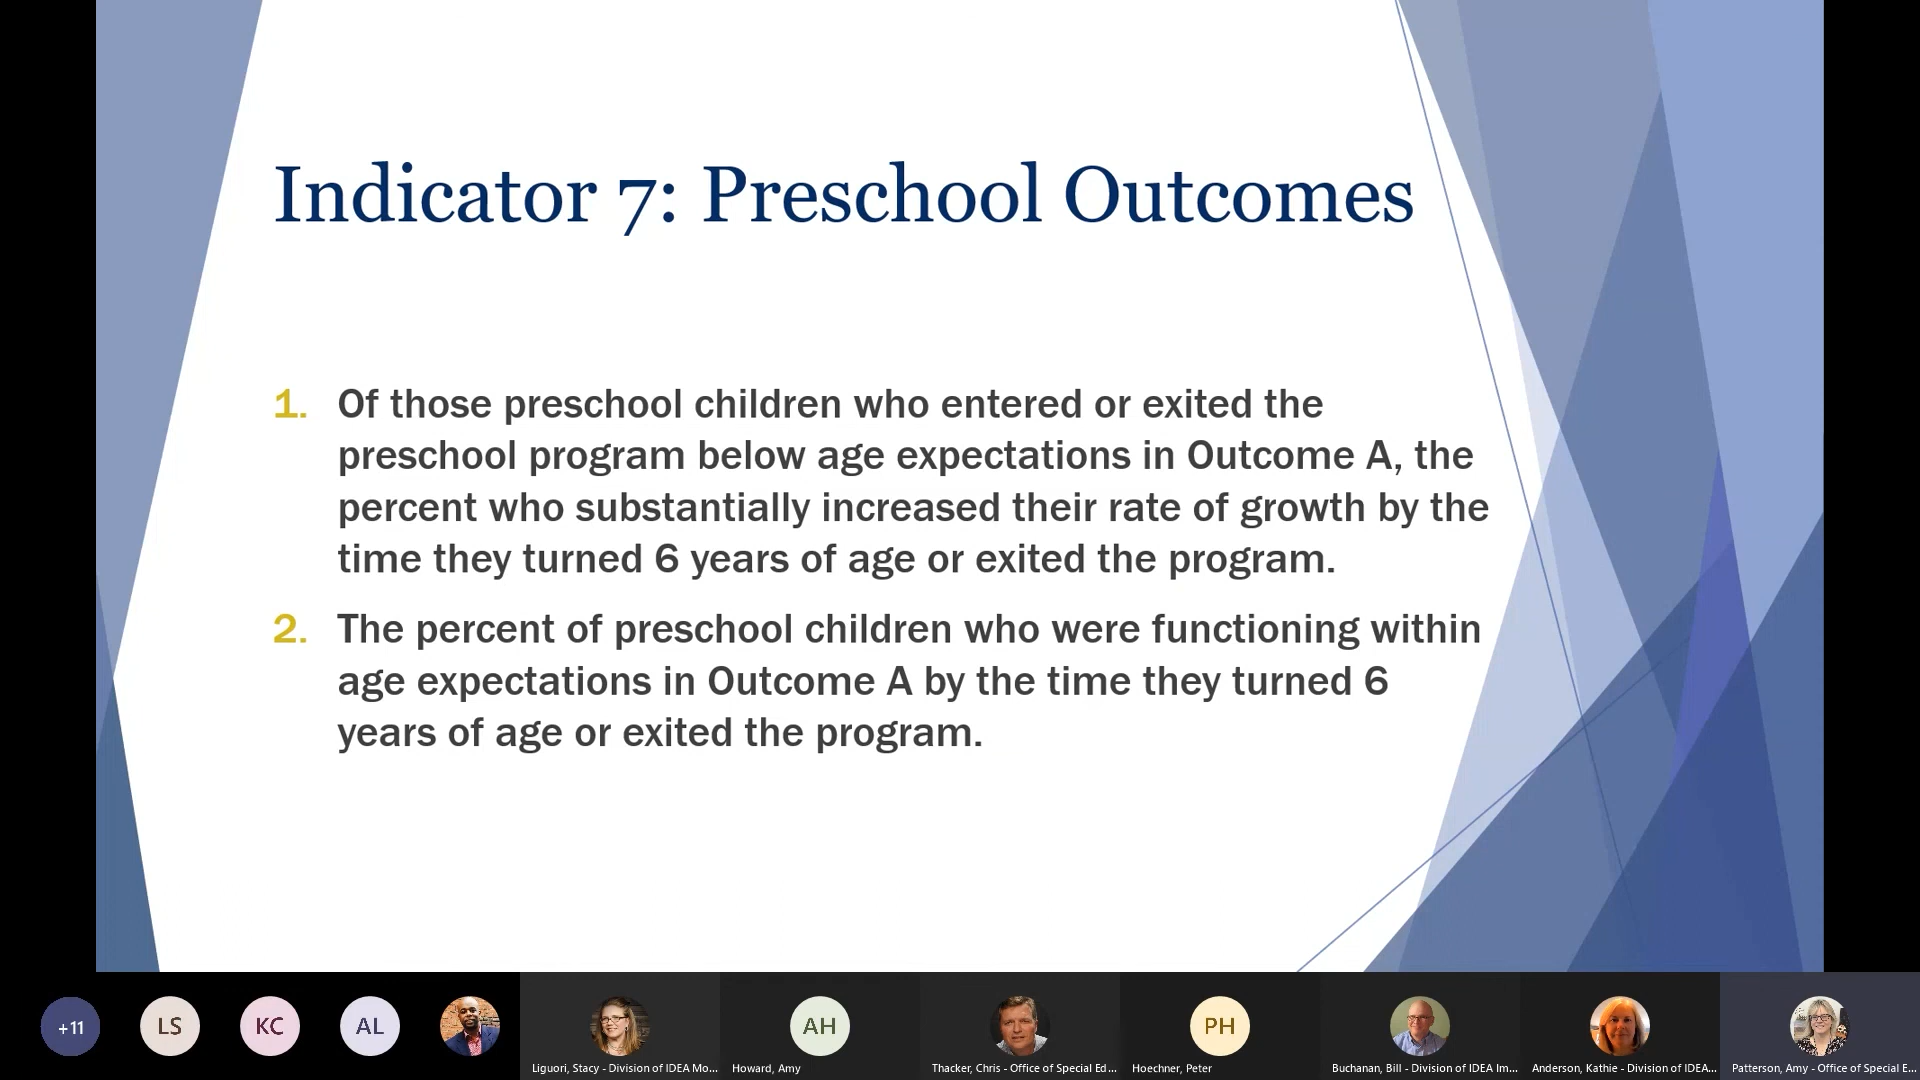 Indicator 7: Preschool Outcomes
1. Of those preschool children who entered or exited the
preschool program below age expectations in Outcome A, the
percent who substantially increased their rate of growth by the
time they turned 6 years of age or exited the program.
2. The percent of preschool children who were functioning within
age expectations in Outcome A by the time they turned 6
years of age or exited the program.
+11
LS
KC
AL
AH
PH
Liguori, Stacy - Division of IDEA Mo...
Howard, Amy
Thacker, Chris - Office of Special Ed...
Hoechner, Peter
Buchanan, Bill - Division of IDEA Im...
Anderson, Kathie - Division of IDEA...
Patterson, Amy - Office of Special E...